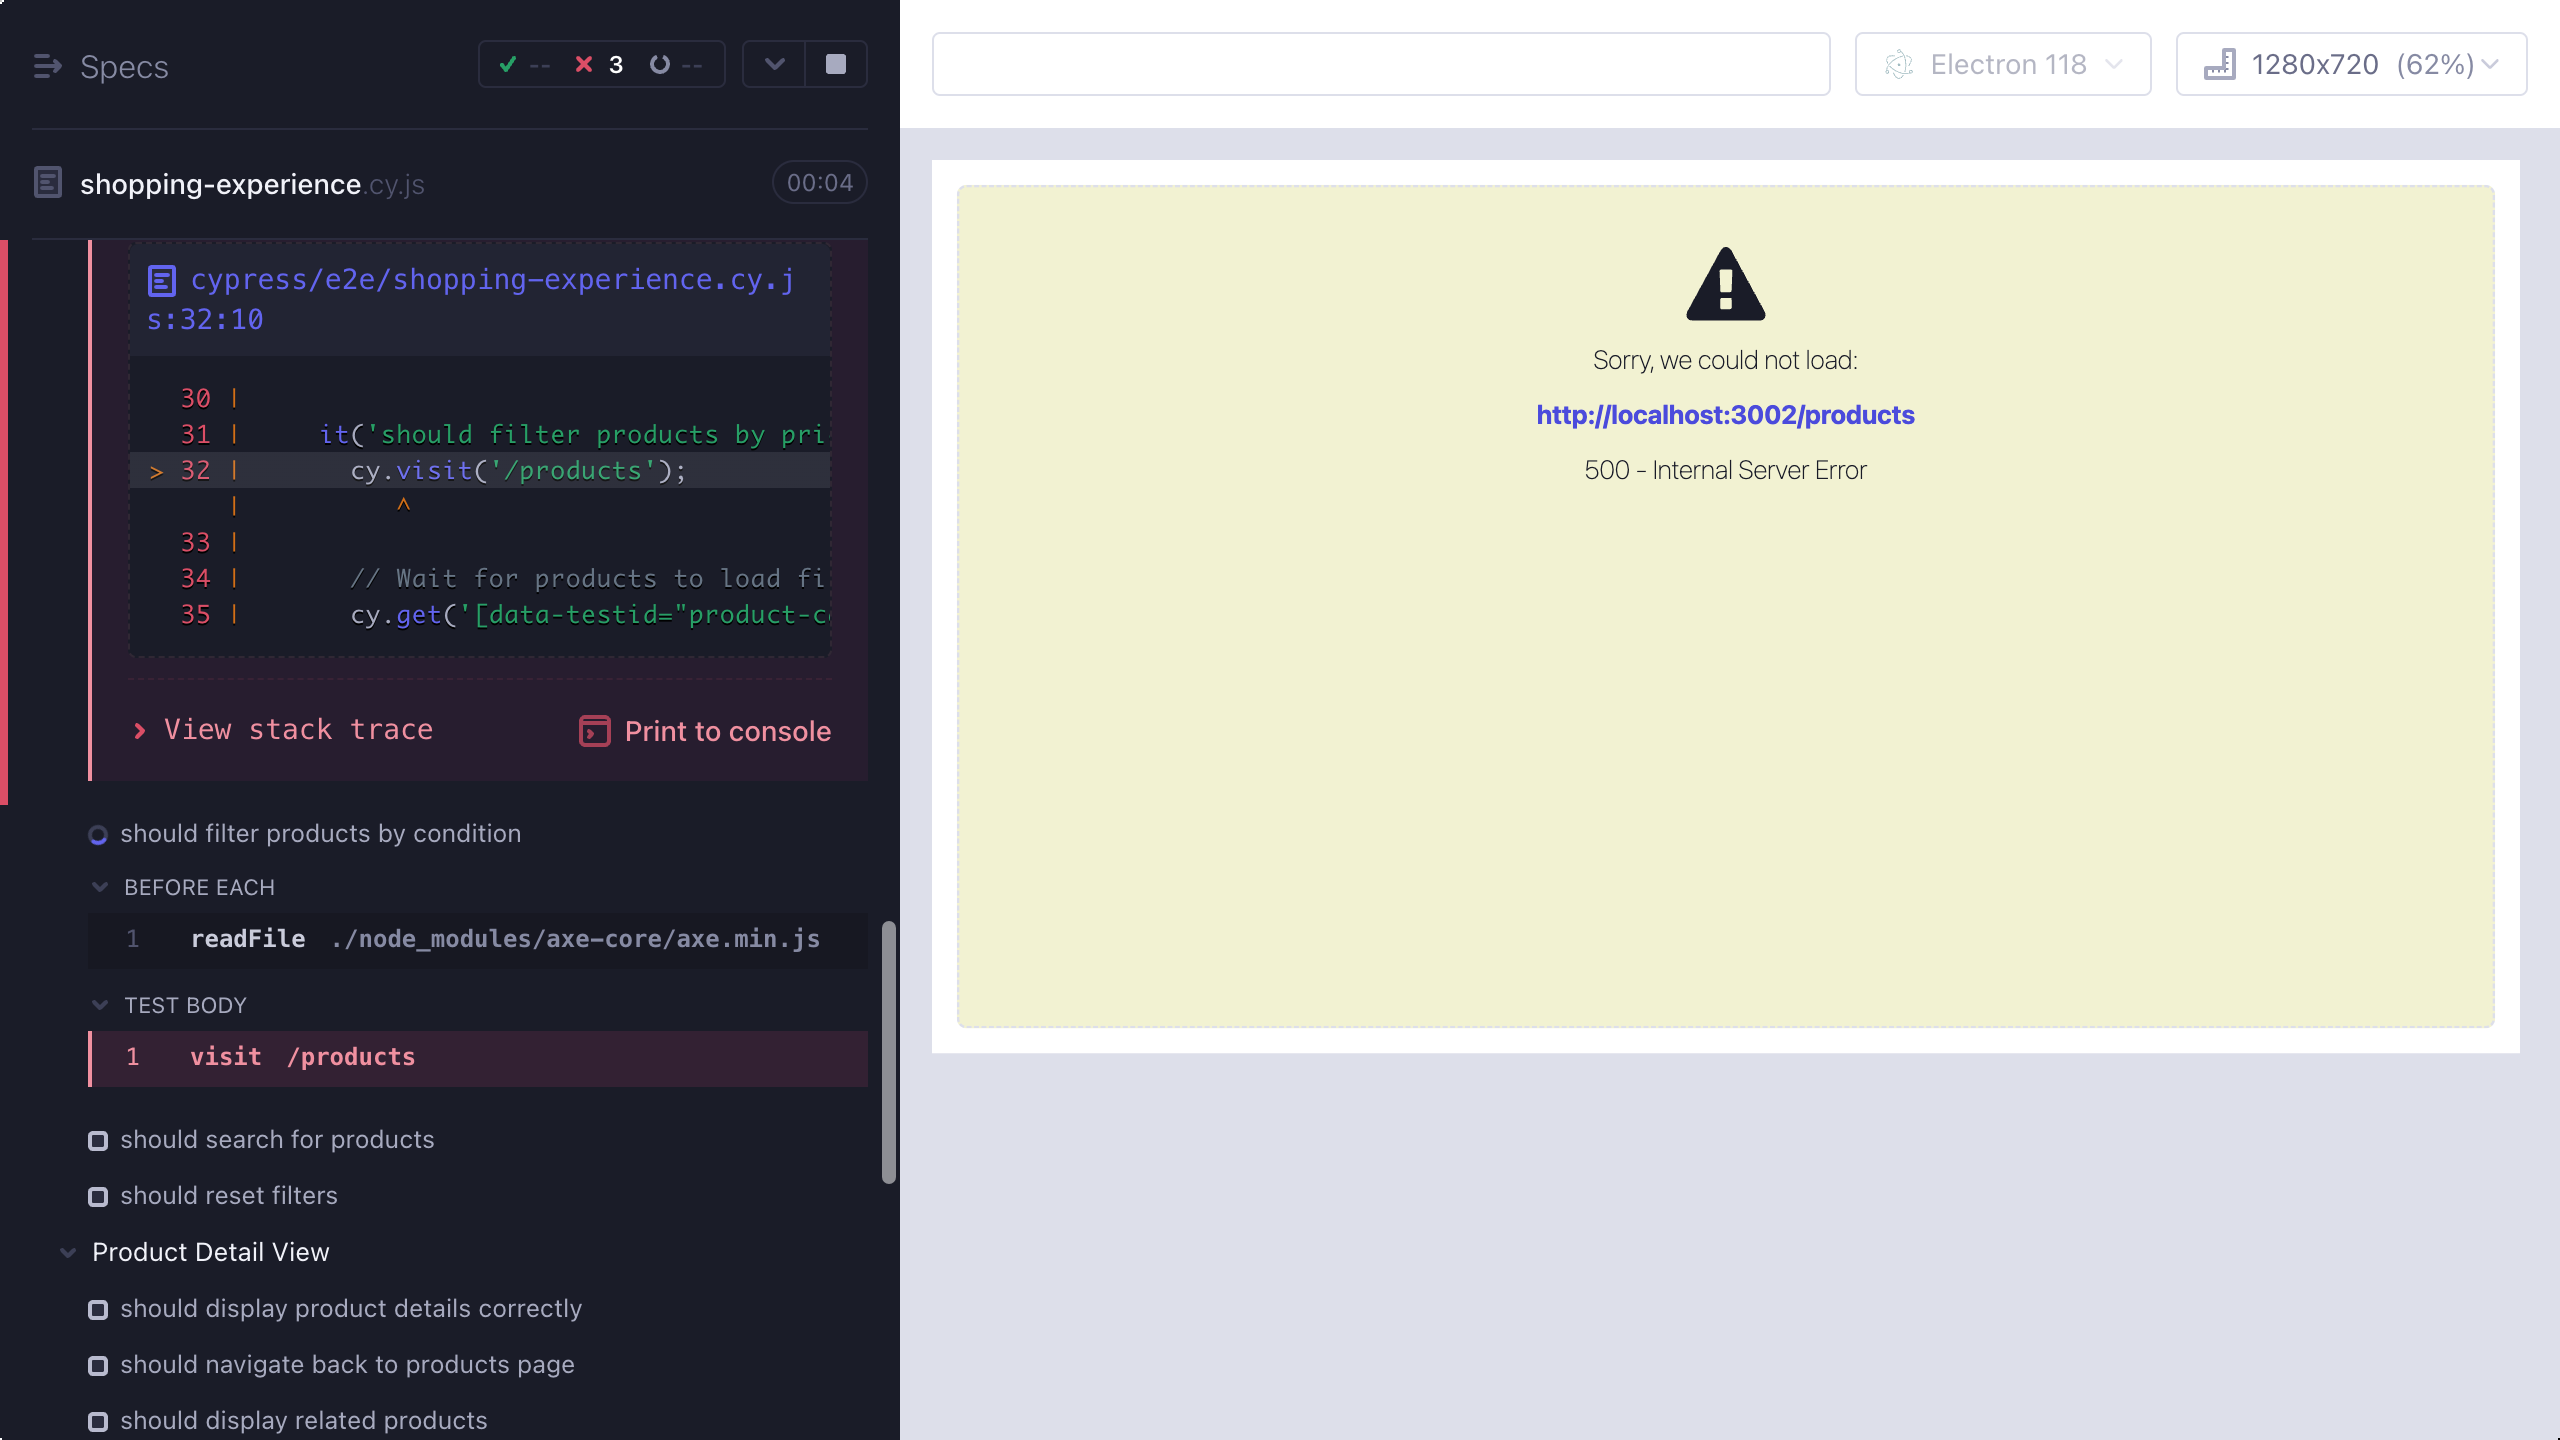 Specs
-- 3 --
shopping-experience.cy.js
00:04
cypress/e2e/shopping-experience.cy.j
s:32:10
30 |
31 | it('should filter products by pri
> 32 | cy.visit('/products');
| ^
33 |
34 | // Wait for products to load fi
35 | cy.get('[data-testid="product-c
View stack trace
Print to console
should filter products by condition
BEFORE EACH
1 readFile ./node_modules/axe-core/axe.min.js
TEST BODY
1 visit /products
should search for products
should reset filters
Product Detail View
should display product details correctly
should navigate back to products page
should display related products
Electron 118
1280x720 (62%)
Sorry, we could not load:
http://localhost:3002/products
500 - Internal Server Error